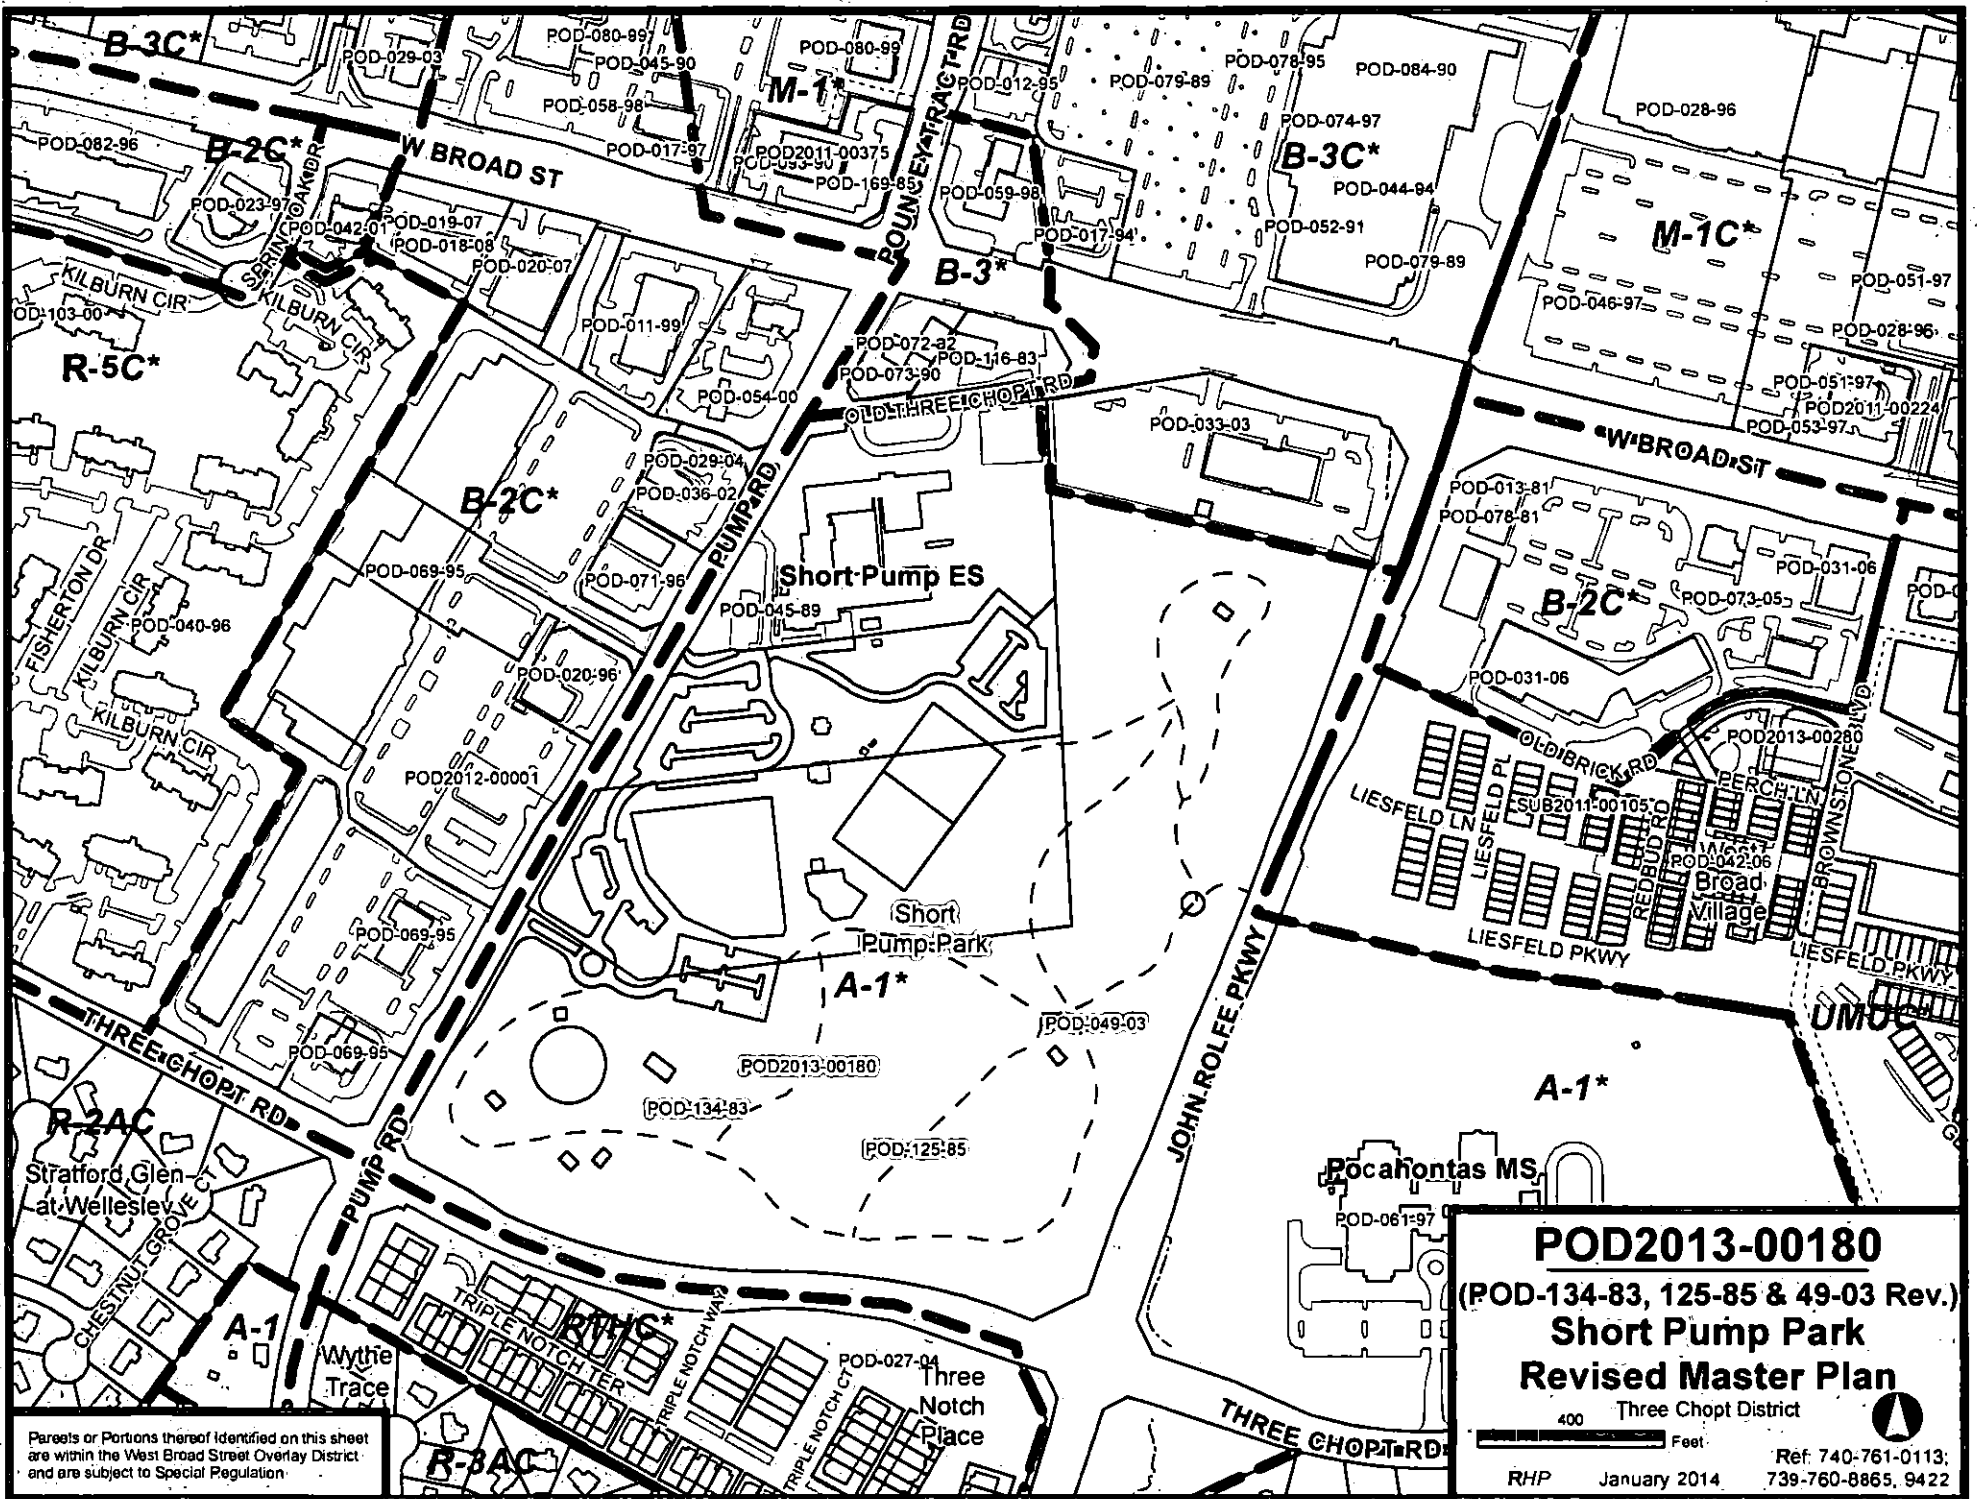 B-3C*
POD-029-03
POD-080-99
POD-045-90
POD-058-98
POD-017-97
M-1*
POD-080-99
POD2011-00375
POD-093-90
POD-169-85
POUNCEY TRACT RD
POD-012-95
POD-059-98
POD-017-94
POD-079-89
POD-078-95
POD-084-90
POD-074-97
B-3C*
POD-044-94
POD-052-91
POD-079-89
POD-028-96
M-1C*
POD-046-97
POD-051-97
POD-028-96
POD-051-97
POD2011-00224
POD-053-97
POD-082-96
B-2C*
POD-023-97
SPRING OAK DR
W BROAD ST
POD-042-01
POD-019-07
POD-018-08
POD-020-07
KILBURN CIR
KILBURN CIR
OD-103-00
R-5C*
POD-011-99
POD-054-00
B-3*
POD-072-82
POD-116-83
POD-073-90
OLD THREE CHOPT RD
POD-033-03
W BROAD ST
POD-013-81
POD-078-81
POD-029-04
POD-036-02
B-2C*
PUMP RD
POD-069-95
POD-071-96
Short Pump ES
POD-045-89
POD-031-06
B-2C*
POD-073-05
POD-031-06
FISHERTON DR
KILBURN CIR
POD-040-96
KILBURN CIR
POD-020-96
POD2012-00001
OLD BRICK RD
POD2013-00280
BROWNSTONE BLVD
PERCH LN
LIESFELD LN
LIESFELD PL
SUB2011-00105
REDBUD RD
POD-042-06
West
Broad
Village
LIESFELD PKWY
LIESFELD PKWY
UMUC*
POD-069-95
Short
Pump Park
A-1*
POD-049-03
JOHN ROLFE PKWY
A-1*
POD-069-95
THREE CHOPT RD
POD2013-00180
POD-134-83
POD-125-85
R-2AC
Stratford Glen
at Wellesley
CHESTNUT GROVE CT
PUMP RD
Pocahontas MS
POD-061-97
A-1
Wythe
Trace
TRIPLE NOTCH TER
RTHC*
TRIPLE NOTCH WAY
POD-027-04
TRIPLE NOTCH CT
Three
Notch
Place
R-3AC
THREE CHOPT RD
Parcels or Portions thereof Identified on this sheet
are within the West Broad Street Overlay District
and are subject to Special Regulation
POD2013-00180
(POD-134-83, 125-85 & 49-03 Rev.)
Short Pump Park
Revised Master Plan
Three Chopt District
400
Feet
Ref: 740-761-0113;
739-760-8865, 9422
RHP January 2014